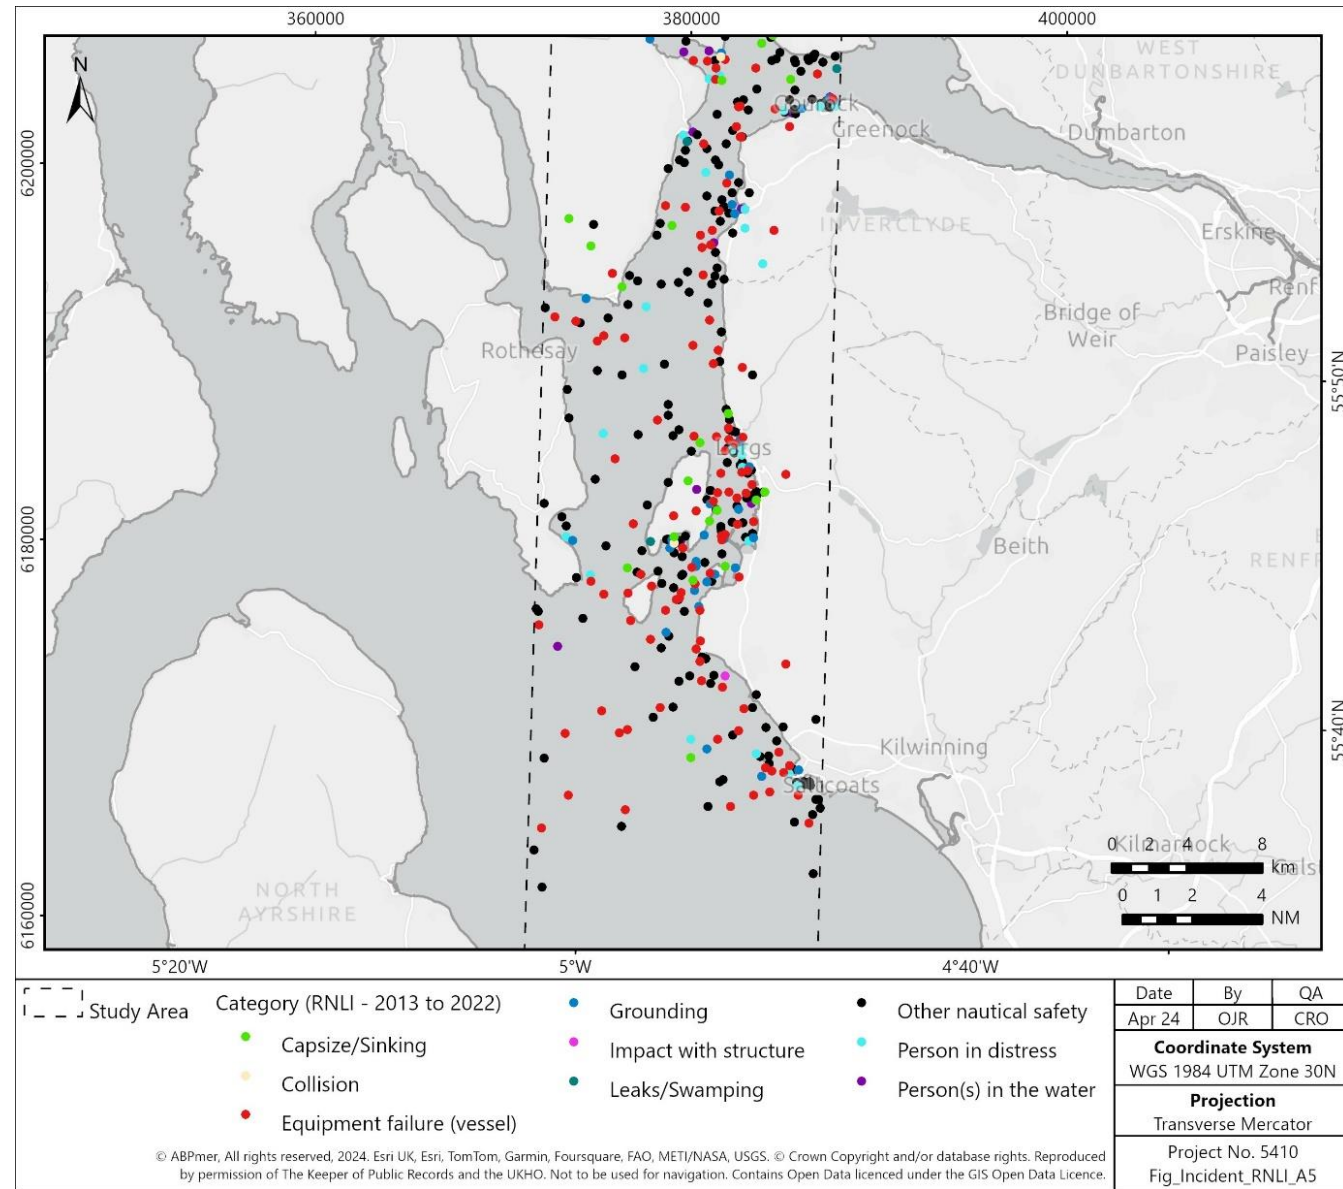 360000 380000 400000
N
WEST
DUNBARTONSHIRE
Gourock
Greenock
Dumbarton
6200000
INVERCLYDE
Erskine
Renf
Bridge of
Weir
Rothesay
Paisley
55°50'N
Largs
6180000
Beith
RENFR
55°40'N
Kilwinning
Saltcoats
Kilmarnock
0 2 4 8
km
Galst
0 1 2 4
NM
NORTH
AYRSHIRE
6160000
5°20'W 5°W 4°40'W
Study Area
Category (RNLI - 2013 to 2022)
Capsize/Sinking
Collision
Equipment failure (vessel)
Grounding
Impact with structure
Leaks/Swamping
Other nautical safety
Person in distress
Person(s) in the water
Date By QA
Apr 24 OJR CRO
Coordinate System
WGS 1984 UTM Zone 30N
Projection
Transverse Mercator
Project No. 5410
Fig_Incident_RNLI_A5
© ABPmer, All rights reserved, 2024. Esri UK, Esri, TomTom, Garmin, Foursquare, FAO, METI/NASA, USGS. © Crown Copyright and/or database rights. Reproduced
by permission of The Keeper of Public Records and the UKHO. Not to be used for navigation. Contains Open Data licenced under the GIS Open Data Licence.